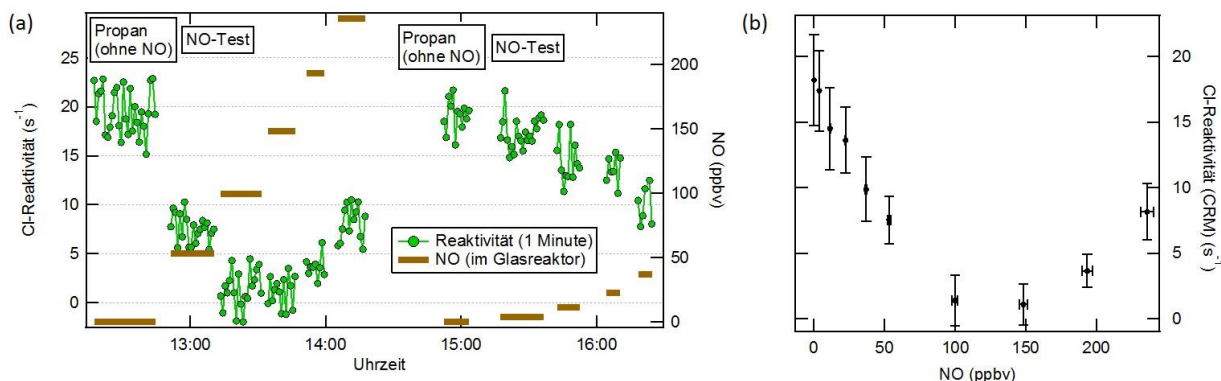 (a)
Propan
(ohne NO)
NO-Test
Propan
(ohne NO)
NO-Test
Cl-Reaktivität (s⁻¹)
25
20
15
10
5
0
200
150
100
50
0
NO (ppbv)
Reaktivität (1 Minute)
NO (im Glasreaktor)
13:00
14:00
15:00
16:00
Uhrzeit
(b)
20
15
10
5
0
Cl-Reaktivität (CRM) (s⁻¹)
0
50
100
150
200
NO (ppbv)